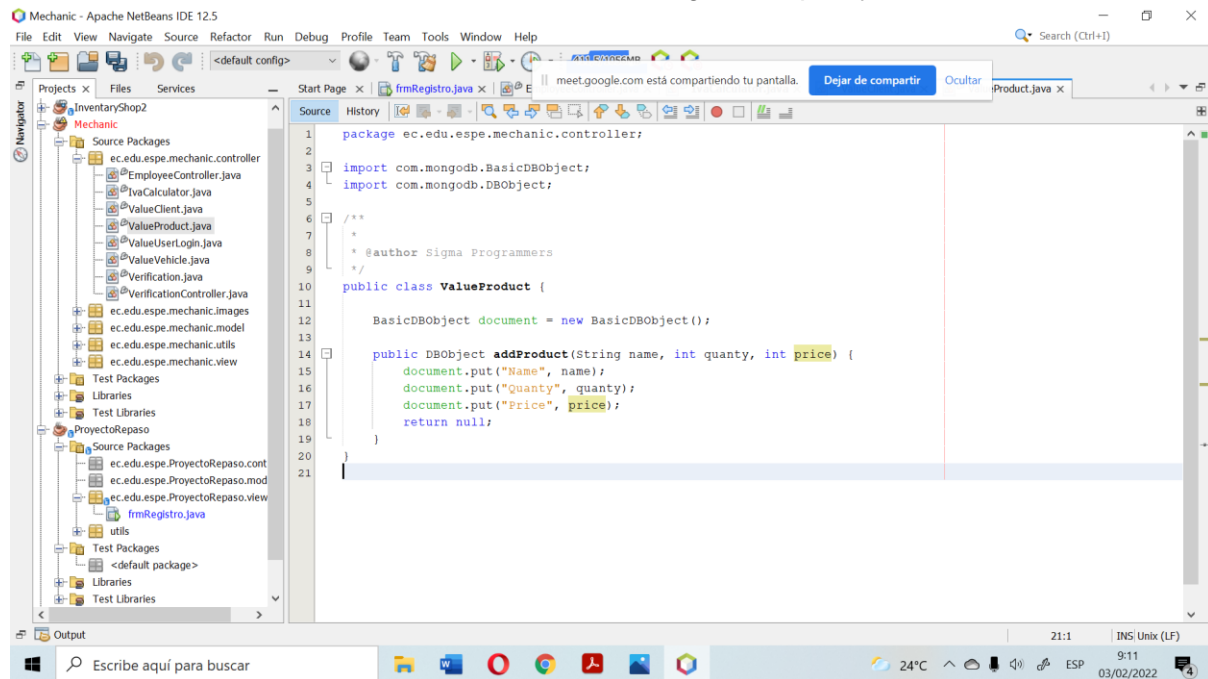 Mechanic - Apache NetBeans IDE 12.5
File Edit View Navigate Source Refactor Run Debug Profile Team Tools Window Help
Search (Ctrl+I)
<default config>
meet.google.com está compartiendo tu pantalla. Dejar de compartir Ocultar
Projects Files Services
Start Page frmRegistro.java Product.java
Navigator
Source History
InventaryShop2
Mechanic
Source Packages
ec.edu.espe.mechanic.controller
EmployeeController.java
IvaCalculator.java
ValueClient.java
ValueProduct.java
ValueUserLogin.java
ValueVehicle.java
Verification.java
VerificationController.java
ec.edu.espe.mechanic.images
ec.edu.espe.mechanic.model
ec.edu.espe.mechanic.utils
ec.edu.espe.mechanic.view
Test Packages
Libraries
Test Libraries
ProyectoRepaso
Source Packages
ec.edu.espe.ProyectoRepaso.cont
ec.edu.espe.ProyectoRepaso.mod
ec.edu.espe.ProyectoRepaso.view
frmRegistro.java
utils
Test Packages
<default package>
Libraries
Test Libraries
1 package ec.edu.espe.mechanic.controller;
2
3 import com.mongodb.BasicDBObject;
4 import com.mongodb.DBObject;
5
6 /**
7 *
8 * @author Sigma Programmers
9 */
10 public class ValueProduct {
11
12 BasicDBObject document = new BasicDBObject();
13
14 public DBObject addProduct(String name, int quanty, int price) {
15 document.put("Name", name);
16 document.put("Quanty", quanty);
17 document.put("Price", price);
18 return null;
19 }
20 }
21
Output
21:1 INS Unix (LF)
Escribe aquí para buscar
24°C ESP 9:11
03/02/2022
4